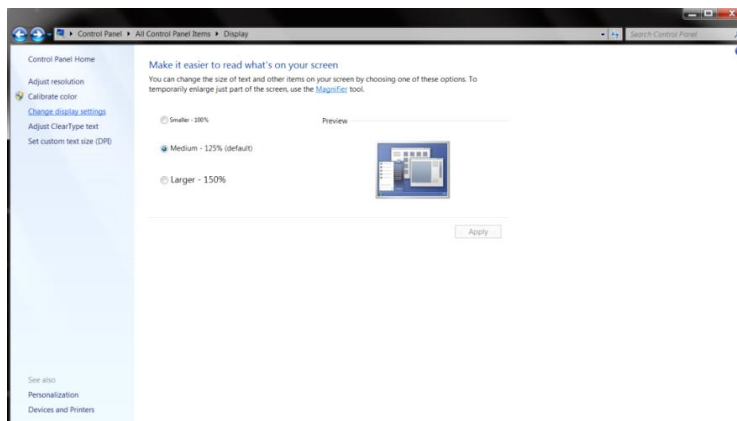 Control Panel ▸ All Control Panel Items ▸ Display
Search Control Panel
Control Panel Home
Adjust resolution
Calibrate color
Change display settings
Adjust ClearType text
Set custom text size (DPI)
Make it easier to read what's on your screen
You can change the size of text and other items on your screen by choosing one of these options. To
temporarily enlarge just part of the screen, use the Magnifier tool.
Smaller - 100%
Preview
Medium - 125% (default)
Larger - 150%
Apply
See also
Personalization
Devices and Printers